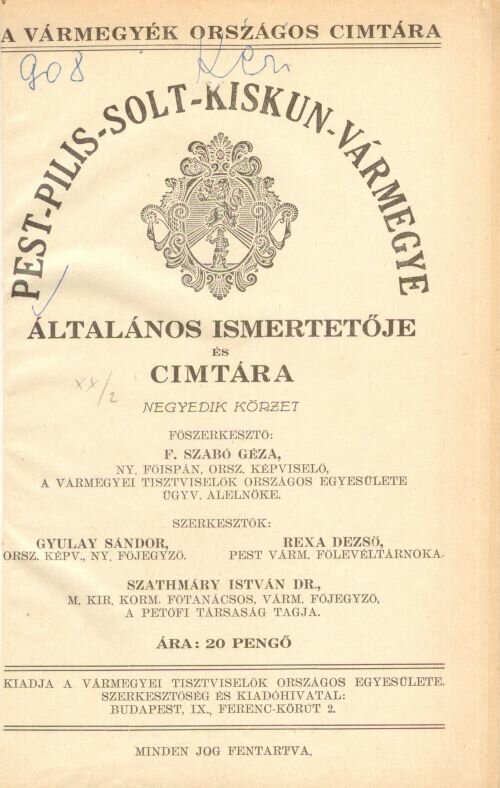 A VÁRMEGYÉK ORSZÁGOS CIMTÁRA
908
PEST-PILIS-SOLT-KISKUN-VÁRMEGYE
ÁLTALÁNOS ISMERTETŐJE
ÉS
CIMTÁRA
XX/2
NEGYEDIK KÖRZET
FŐSZERKESZTŐ:
F. SZABÓ GÉZA,
NY. FŐISPÁN, ORSZ. KÉPVISELŐ,
A VÁRMEGYEI TISZTVISELŐK ORSZÁGOS EGYESÜLETE
ÜGYV. ALELNÖKE.
SZERKESZTŐK:
GYULAY SÁNDOR,
ORSZ. KÉPV., NY. FŐJEGYZŐ.
REXA DEZSŐ,
PEST VÁRM. FŐLEVÉLTÁRNOKA.
SZATHMÁRY ISTVÁN DR.,
M. KIR. KORM. FŐTANÁCSOS, VÁRM. FŐJEGYZŐ,
A PETŐFI TÁRSASÁG TAGJA.
ÁRA: 20 PENGŐ
KIADJA A VÁRMEGYEI TISZTVISELŐK ORSZÁGOS EGYESÜLETE.
SZERKESZTŐSÉG ÉS KIADÓHIVATAL:
BUDAPEST, IX., FERENC-KÖRÚT 2.
MINDEN JOG FENTARTVA.